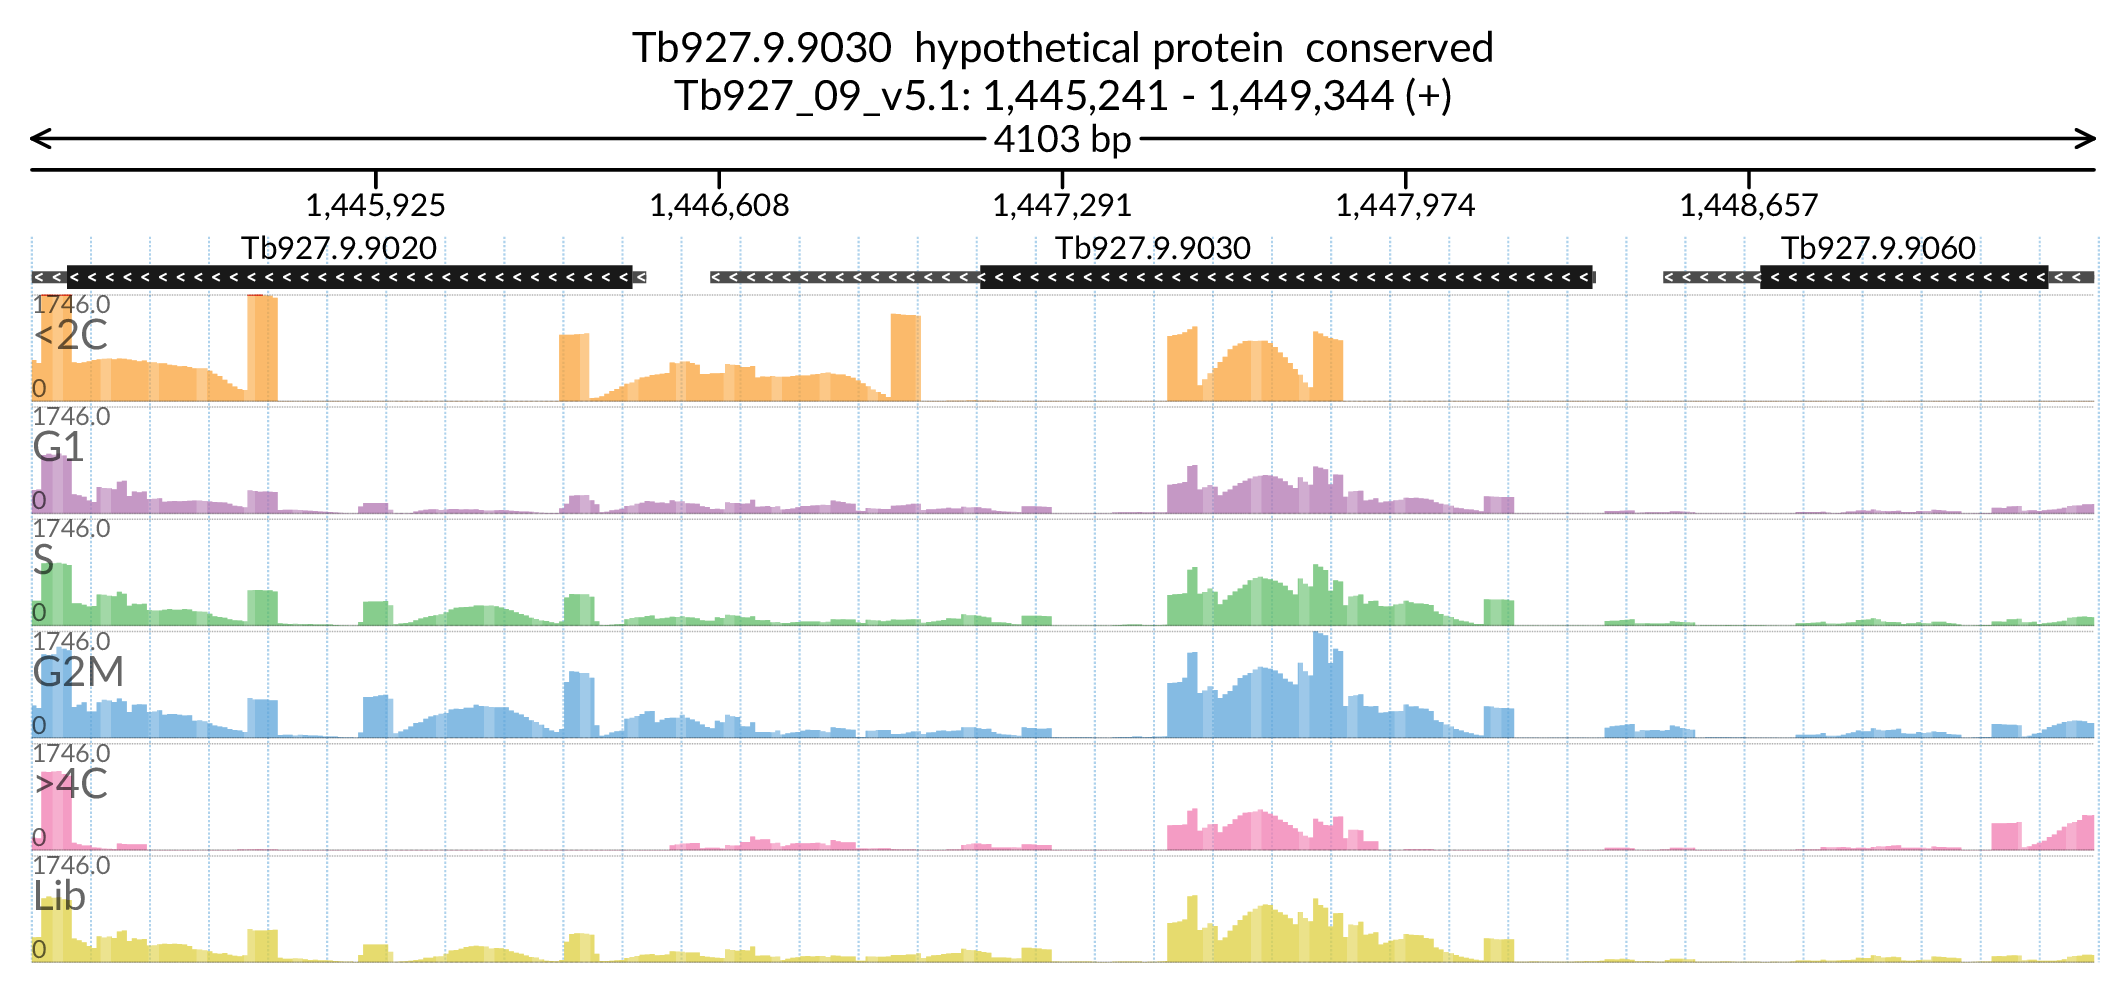 Tb927.9.9030  hypothetical protein  conserved
Tb927_09_v5.1: 1,445,241 - 1,449,344 (+)
4103 bp
1,445,925 1,446,608 1,447,291 1,447,974 1,448,657
Tb927.9.9020 Tb927.9.9030 Tb927.9.9060
1746.0
<2C
0
1746.0
G1
0
1746.0
S
0
1746.0
G2M
0
1746.0
>4C
0
1746.0
Lib
0